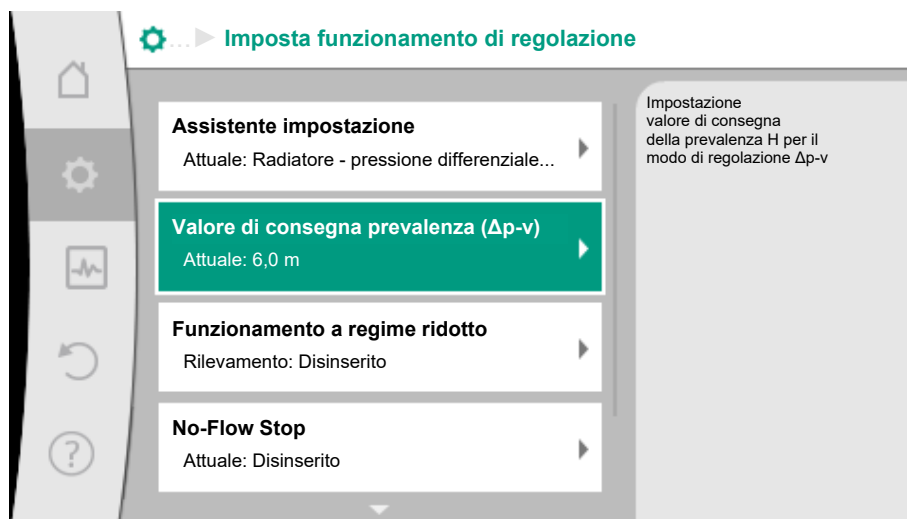 Imposta funzionamento di regolazione
Assistente impostazione
Attuale: Radiatore - pressione differenziale...
Valore di consegna prevalenza (Δp-v)
Attuale: 6,0 m
Funzionamento a regime ridotto
Rilevamento: Disinserito
No-Flow Stop
Attuale: Disinserito
Impostazione
valore di consegna
della prevalenza H per il
modo di regolazione Δp-v